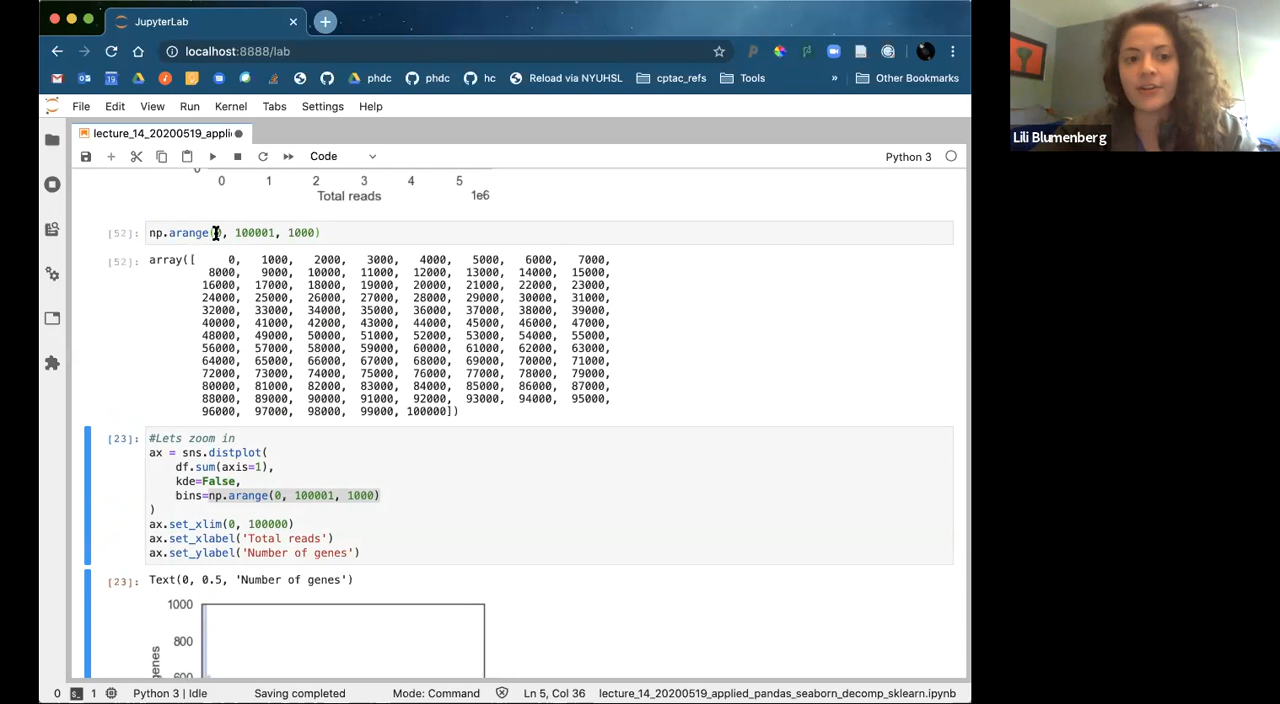 JupyterLab
localhost:8888/lab
phdc phdc hc Reload via NYUHSL cptac_refs Tools » Other Bookmarks
File Edit View Run Kernel Tabs Settings Help
lecture_14_20200519_appli
Code Python 3
0
0 1 2 3 4 5
Total reads 1e6
[52]: np.arange(0, 100001, 1000)
[52]: array([ 0, 1000, 2000, 3000, 4000, 5000, 6000, 7000,
8000, 9000, 10000, 11000, 12000, 13000, 14000, 15000,
16000, 17000, 18000, 19000, 20000, 21000, 22000, 23000,
24000, 25000, 26000, 27000, 28000, 29000, 30000, 31000,
32000, 33000, 34000, 35000, 36000, 37000, 38000, 39000,
40000, 41000, 42000, 43000, 44000, 45000, 46000, 47000,
48000, 49000, 50000, 51000, 52000, 53000, 54000, 55000,
56000, 57000, 58000, 59000, 60000, 61000, 62000, 63000,
64000, 65000, 66000, 67000, 68000, 69000, 70000, 71000,
72000, 73000, 74000, 75000, 76000, 77000, 78000, 79000,
80000, 81000, 82000, 83000, 84000, 85000, 86000, 87000,
88000, 89000, 90000, 91000, 92000, 93000, 94000, 95000,
96000, 97000, 98000, 99000, 100000])
[23]: #Lets zoom in
ax = sns.distplot(
df.sum(axis=1),
kde=False,
bins=np.arange(0, 100001, 1000)
)
ax.set_xlim(0, 100000)
ax.set_xlabel('Total reads')
ax.set_ylabel('Number of genes')
[23]: Text(0, 0.5, 'Number of genes')
1000
800
600
genes
0 1 Python 3 | Idle Saving completed Mode: Command Ln 5, Col 36 lecture_14_20200519_applied_pandas_seaborn_decomp_sklearn.ipynb
Lili Blumenberg